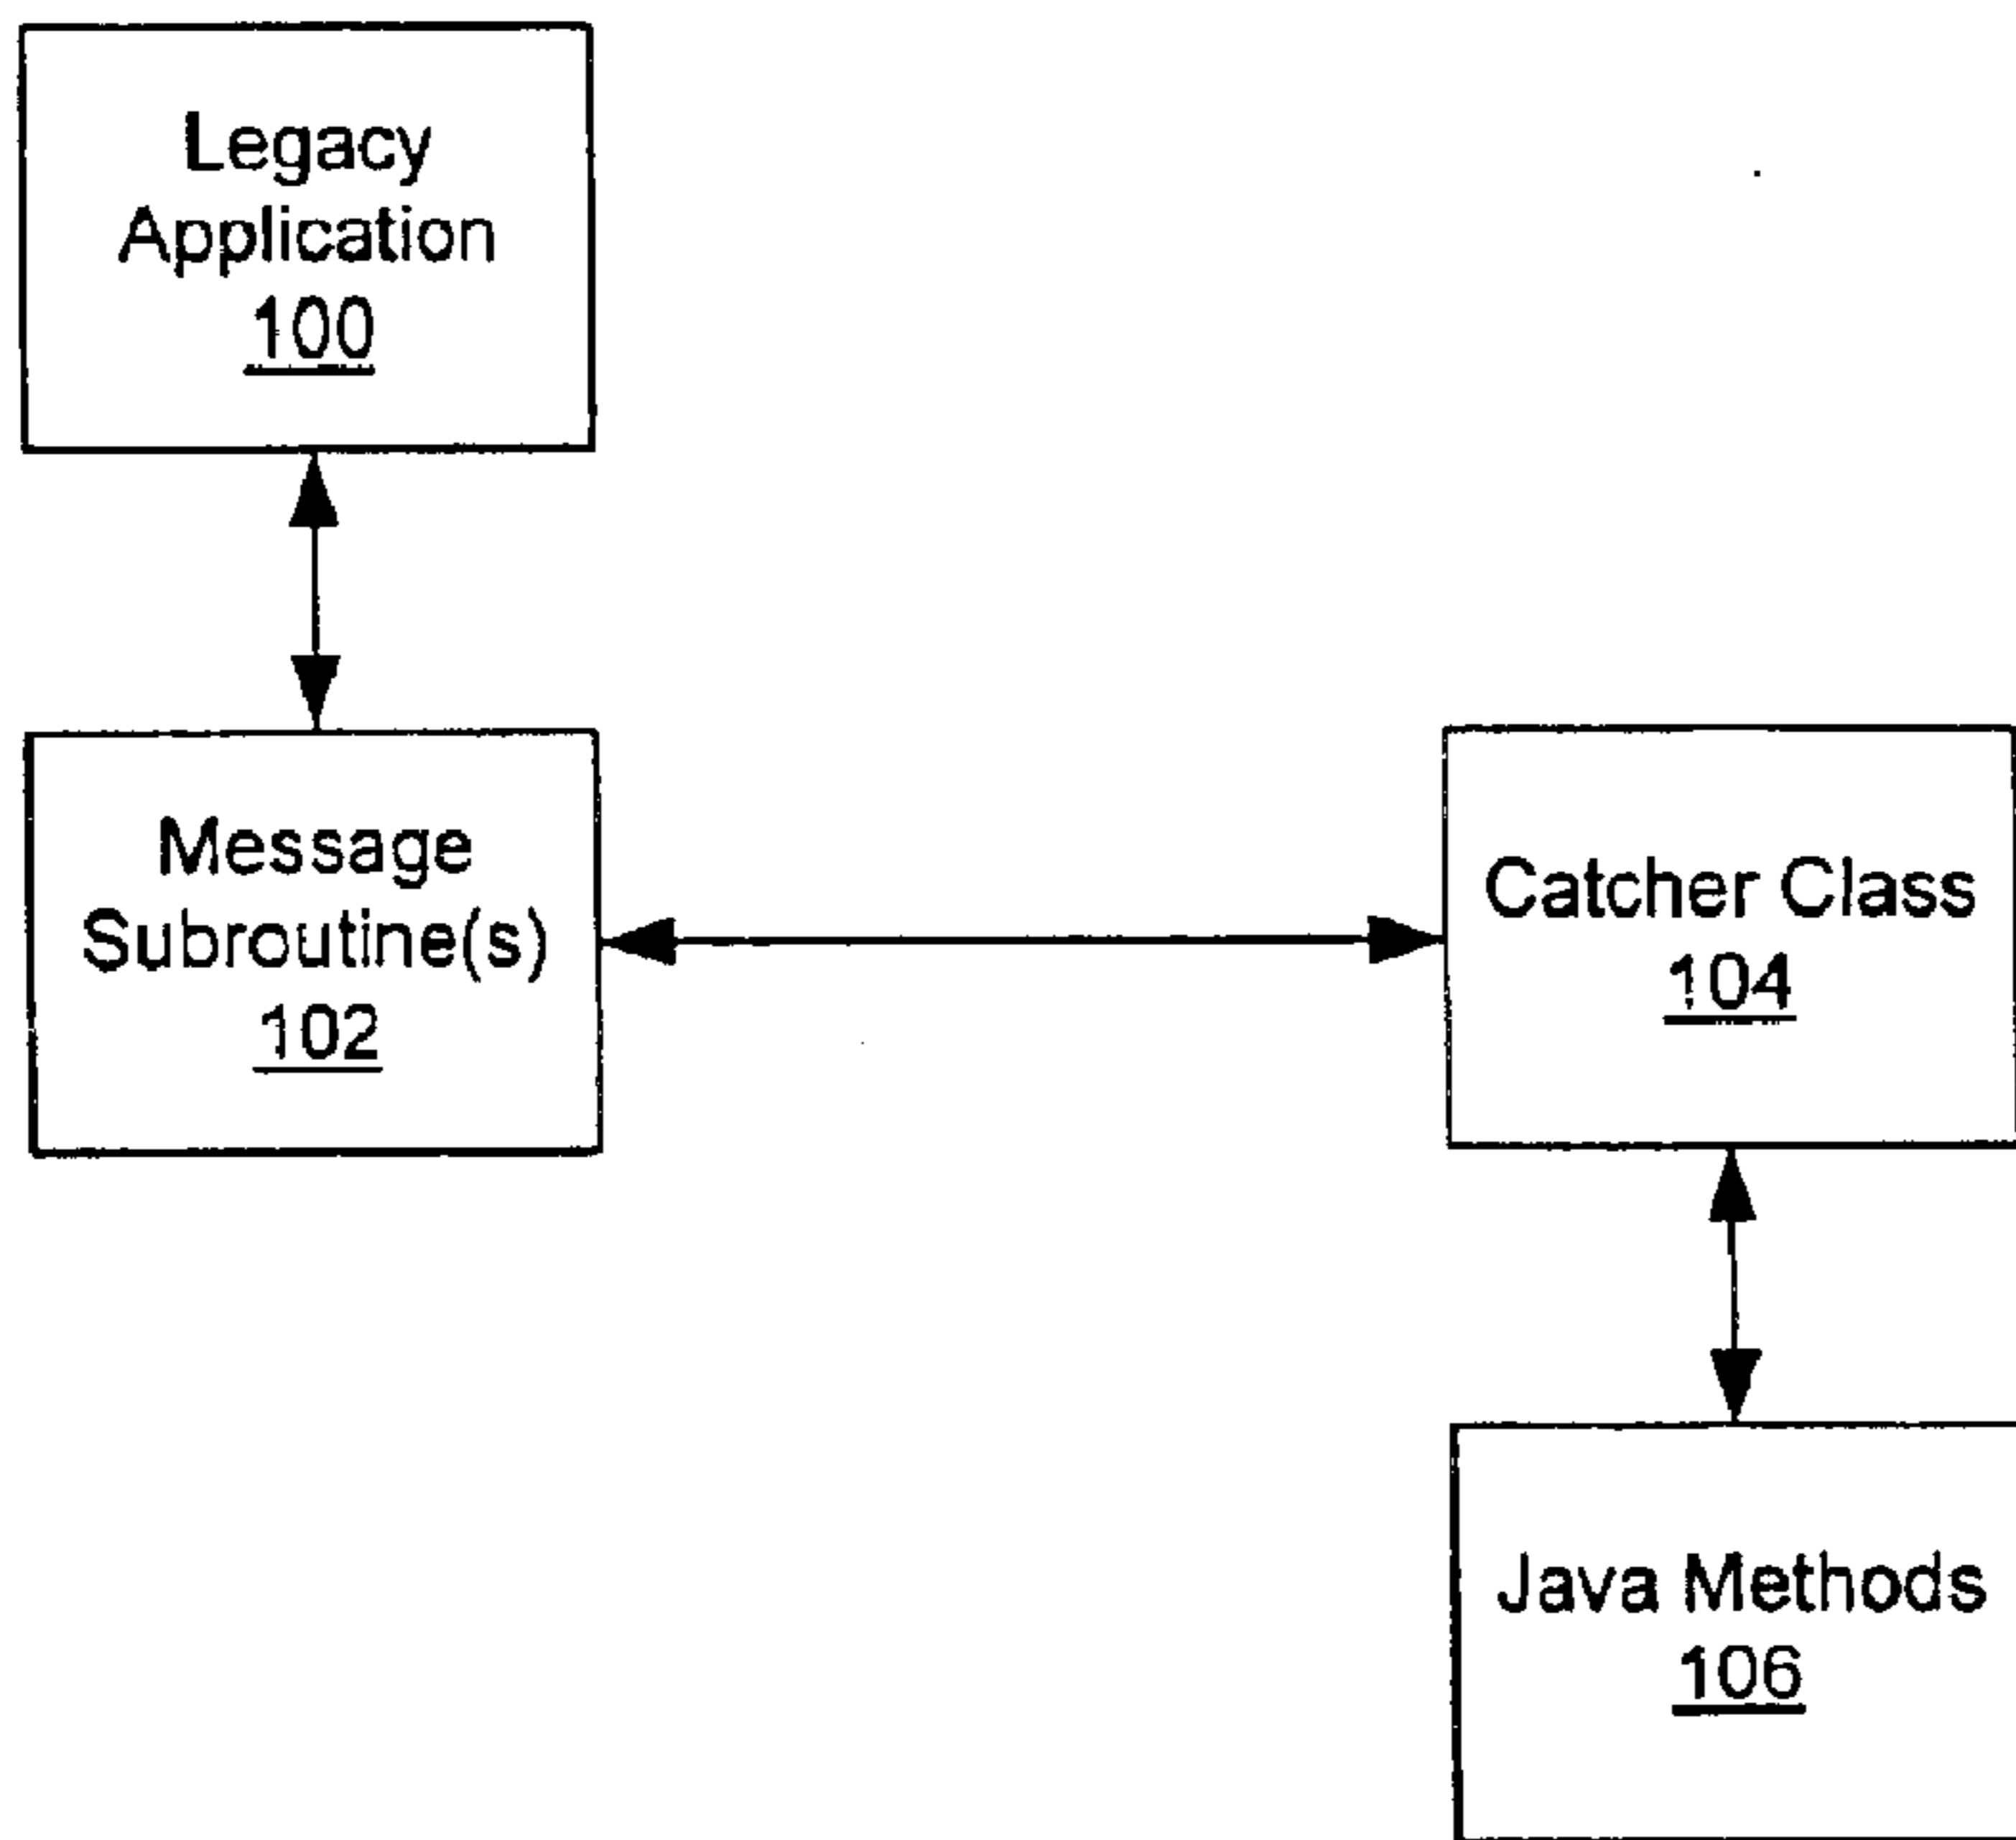 Legacy
Application
100
Message
Subroutine(s)
102
Catcher Class
104
Java Methods
106